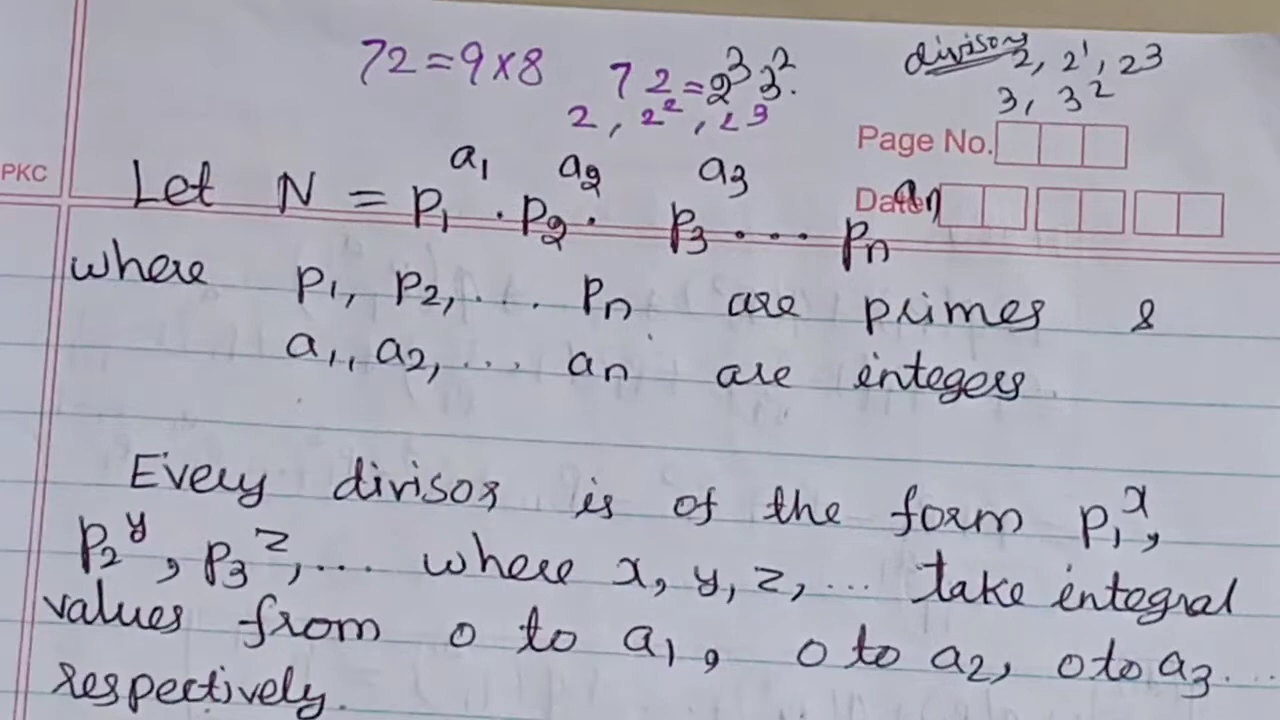 72 = 9 x 8 72 = 2³ 3². divisors 2, 2¹, 2³
2, 2², 2³ 3, 3²
Page No.
PKC
Date
Let N = p₁^a₁ · p₂^a₂ · p₃^a₃ .... pₙ^aₙ
where p₁, p₂, ... pₙ are primes &
a₁, a₂, ... aₙ are integers
Every divisor is of the form p₁^x,
p₂^y, p₃^z, ... where x, y, z, ... take integral
values from 0 to a₁, 0 to a₂, 0 to a₃ ...
respectively.